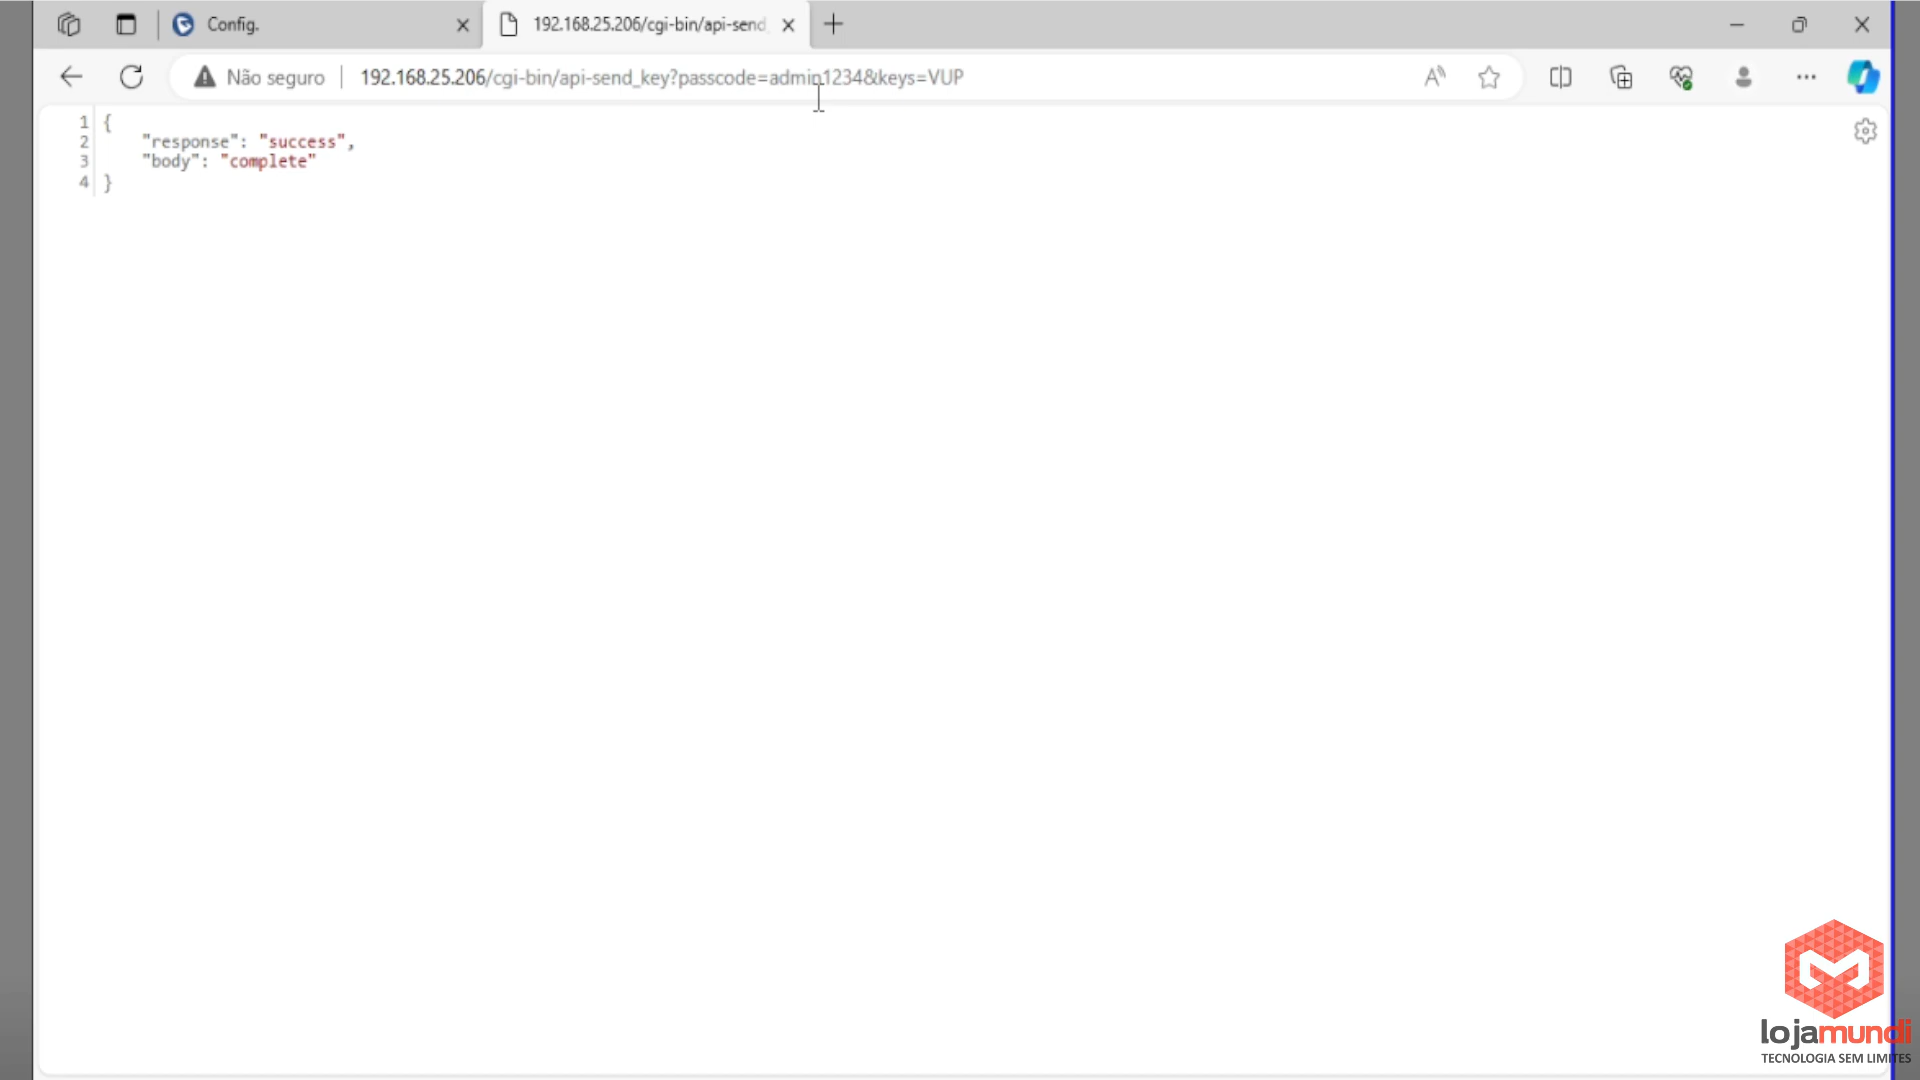 Config.
192.168.25.206/cgi-bin/api-send
Não seguro
192.168.25.206/cgi-bin/api-send_key?passcode=admin1234&keys=VUP
1 {
2 "response": "success",
3 "body": "complete"
4 }
lojamundi
TECNOLOGIA SEM LIMITES